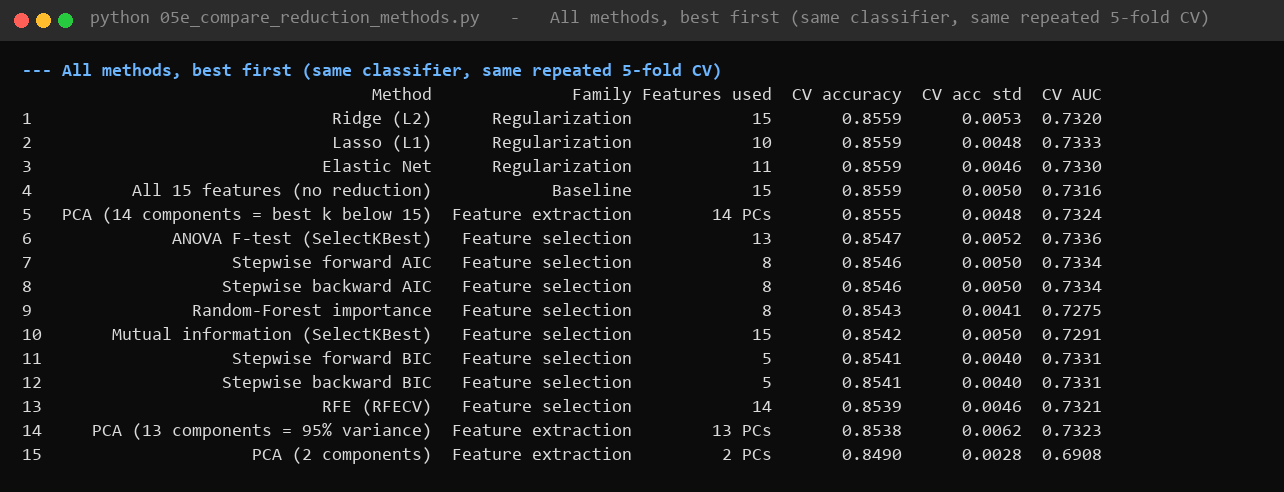 python 05e_compare_reduction_methods.py - All methods, best first (same classifier, same repeated 5-fold CV)
--- All methods, best first (same classifier, same repeated 5-fold CV)
Method Family Features used CV accuracy CV acc std CV AUC
1 Ridge (L2) Regularization 15 0.8559 0.0053 0.7320
2 Lasso (L1) Regularization 10 0.8559 0.0048 0.7333
3 Elastic Net Regularization 11 0.8559 0.0046 0.7330
4 All 15 features (no reduction) Baseline 15 0.8559 0.0050 0.7316
5 PCA (14 components = best k below 15) Feature extraction 14 PCs 0.8555 0.0048 0.7324
6 ANOVA F-test (SelectKBest) Feature selection 13 0.8547 0.0052 0.7336
7 Stepwise forward AIC Feature selection 8 0.8546 0.0050 0.7334
8 Stepwise backward AIC Feature selection 8 0.8546 0.0050 0.7334
9 Random-Forest importance Feature selection 8 0.8543 0.0041 0.7275
10 Mutual information (SelectKBest) Feature selection 15 0.8542 0.0050 0.7291
11 Stepwise forward BIC Feature selection 5 0.8541 0.0040 0.7331
12 Stepwise backward BIC Feature selection 5 0.8541 0.0040 0.7331
13 RFE (RFECV) Feature selection 14 0.8539 0.0046 0.7321
14 PCA (13 components = 95% variance) Feature extraction 13 PCs 0.8538 0.0062 0.7323
15 PCA (2 components) Feature extraction 2 PCs 0.8490 0.0028 0.6908